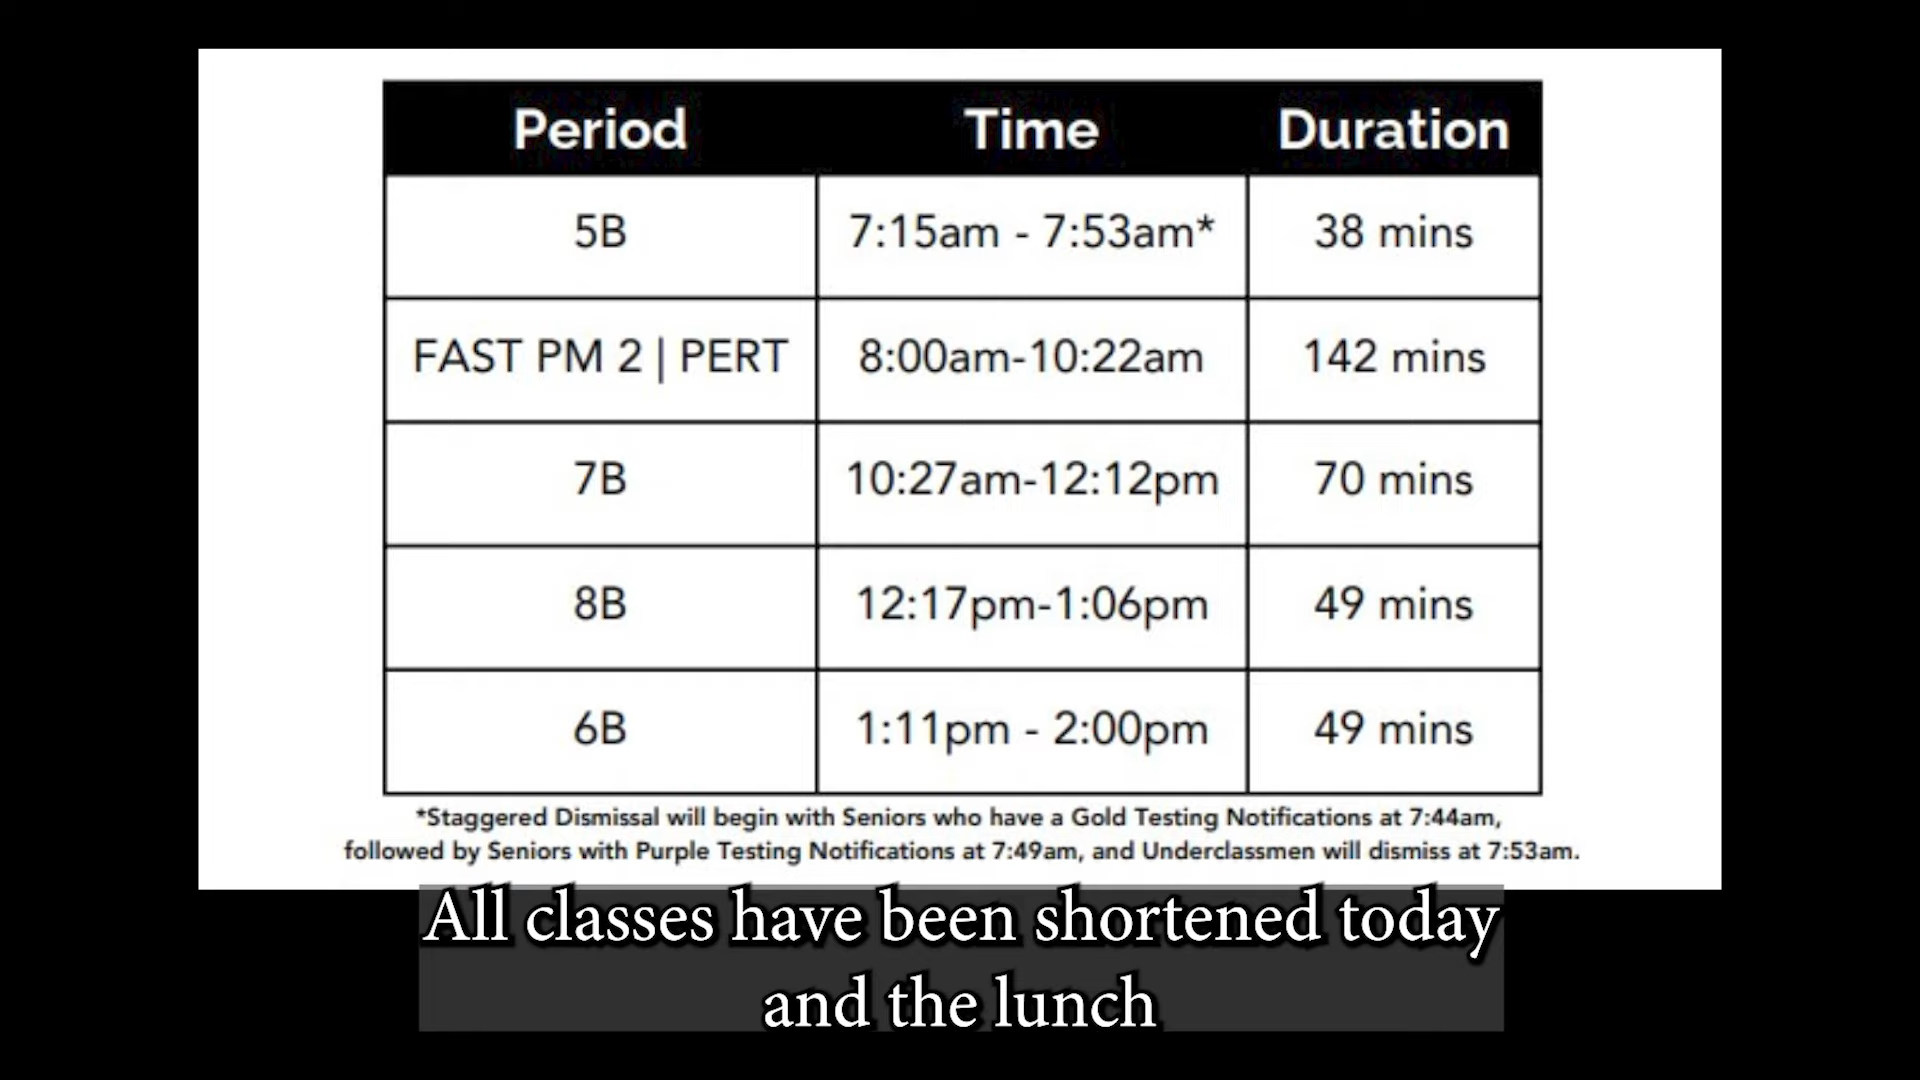 Period Time Duration
5B 7:15am - 7:53am* 38 mins
FAST PM 2 | PERT 8:00am-10:22am 142 mins
7B 10:27am-12:12pm 70 mins
8B 12:17pm-1:06pm 49 mins
6B 1:11pm - 2:00pm 49 mins
*Staggered Dismissal will begin with Seniors who have a Gold Testing Notifications at 7:44am,
followed by Seniors with Purple Testing Notifications at 7:49am, and Underclassmen will dismiss at 7:53am.
All classes have been shortened today
and the lunch